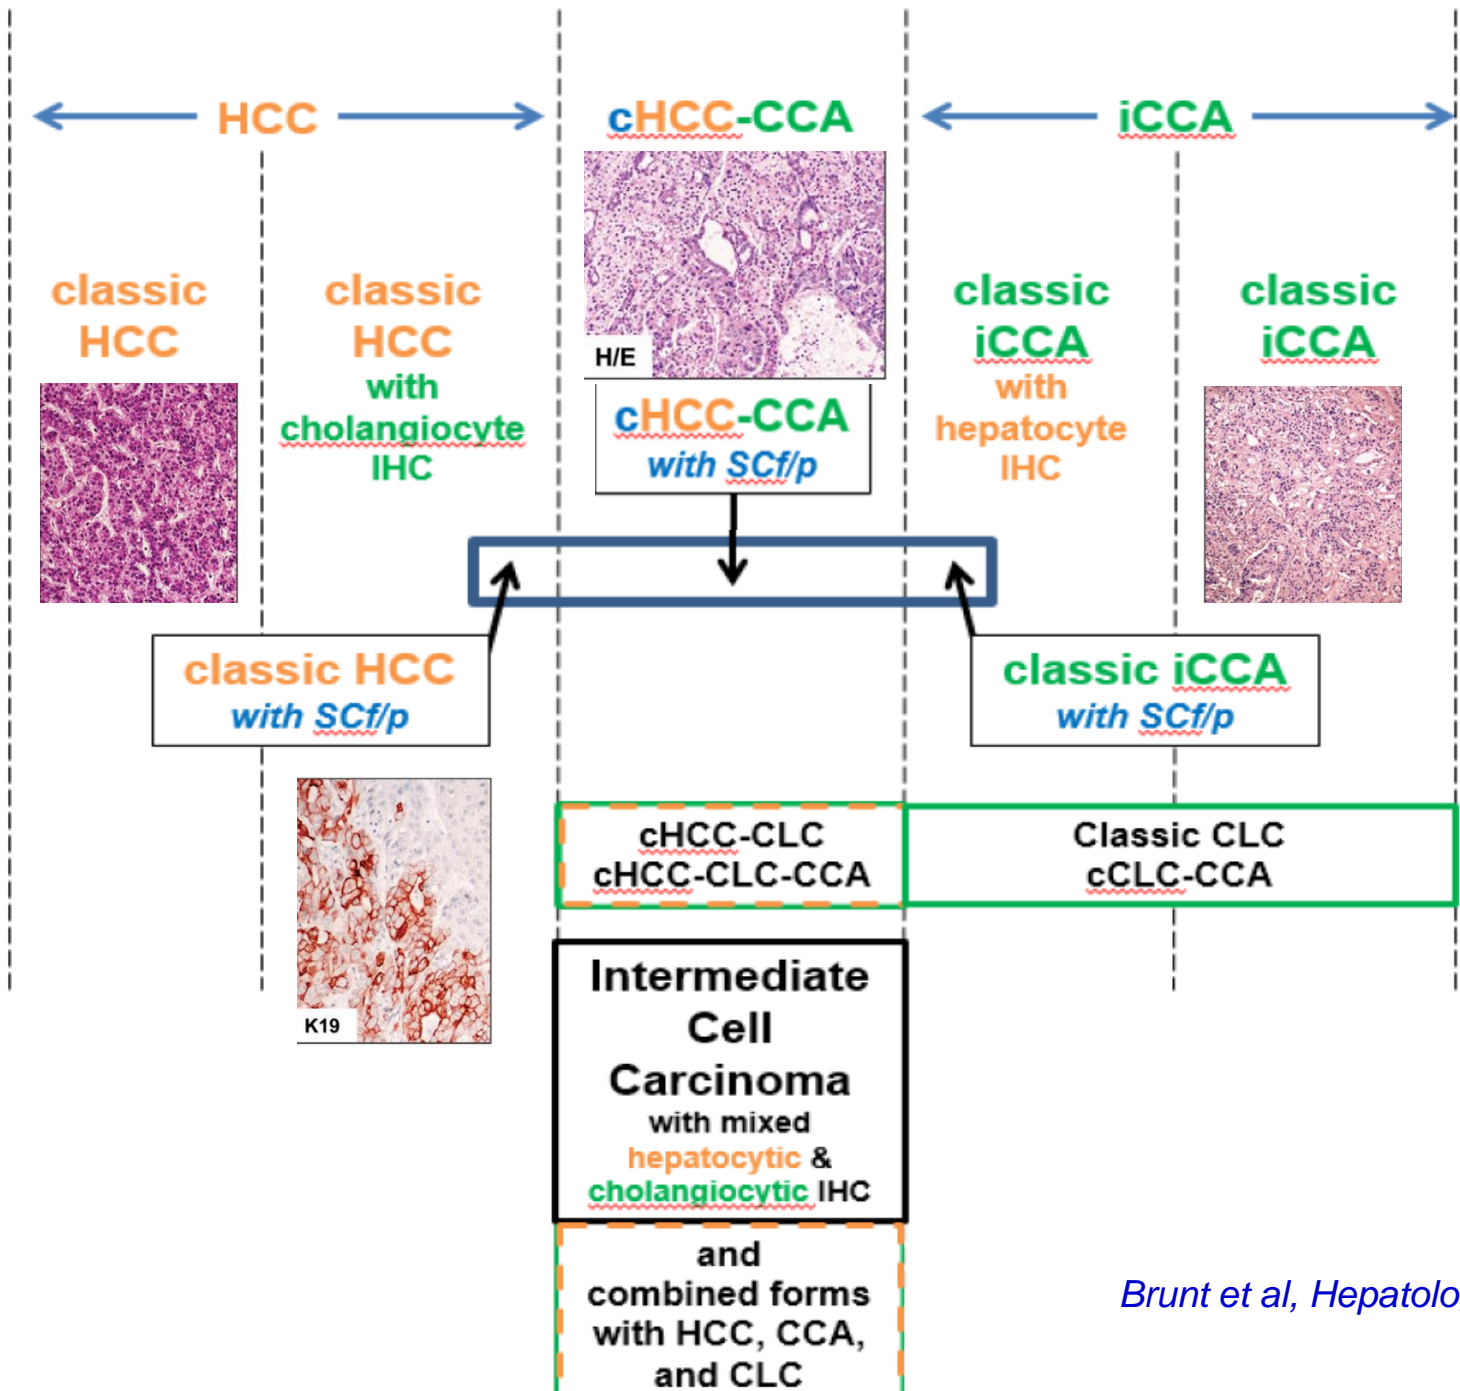 HCC
cHCC-CCA
iCCA
classic
HCC
classic
HCC
with
cholangiocyte
IHC
H/E
cHCC-CCA
with SCf/p
classic
iCCA
with
hepatocyte
IHC
classic
iCCA
classic HCC
with SCf/p
classic iCCA
with SCf/p
K19
cHCC-CLC
cHCC-CLC-CCA
Classic CLC
cCLC-CCA
Intermediate
Cell
Carcinoma
with mixed
hepatocytic &
cholangiocytic IHC
and
combined forms
with HCC, CCA,
and CLC
Brunt et al, Hepatolo